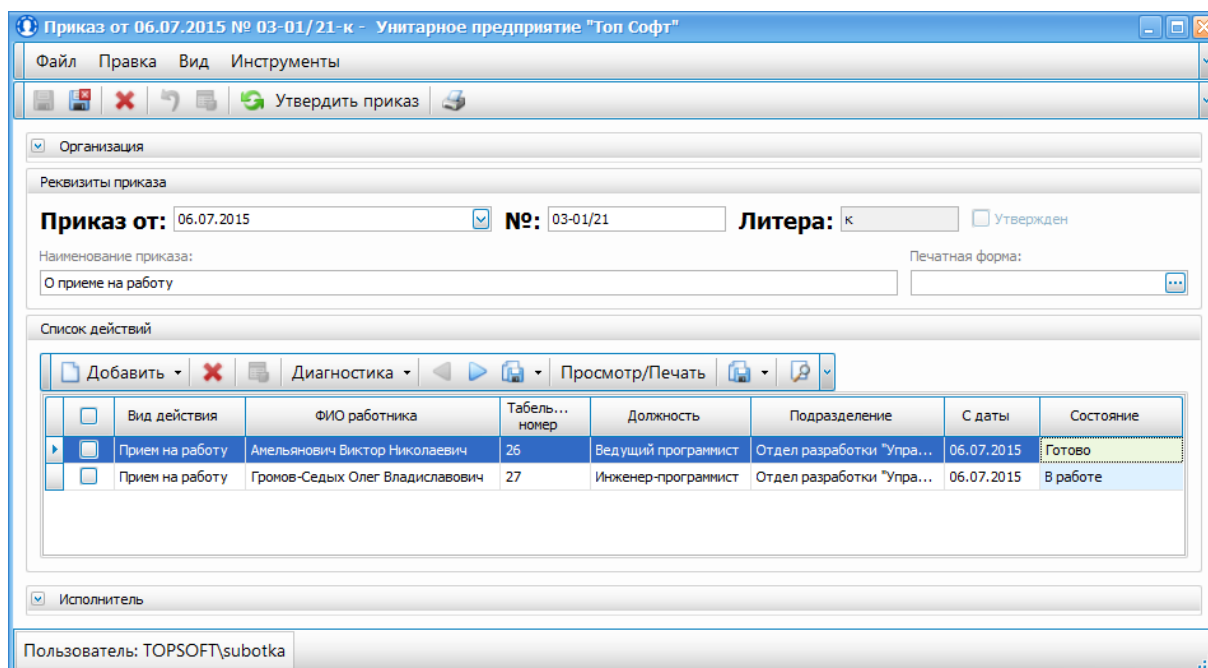 Приказ от 06.07.2015 № 03-01/21-к - Унитарное предприятие "Топ Софт"
Файл Правка Вид Инструменты
Утвердить приказ
Организация
Реквизиты приказа
Приказ от: 06.07.2015 №: 03-01/21 Литера: к Утвержден
Наименование приказа: Печатная форма:
О приеме на работу
Список действий
Добавить Диагностика Просмотр/Печать
Вид действия ФИО работника Табель... номер Должность Подразделение С даты Состояние
Прием на работу Амельянович Виктор Николаевич 26 Ведущий программист Отдел разработки "Упра... 06.07.2015 Готово
Прием на работу Громов-Седых Олег Владиславович 27 Инженер-программист Отдел разработки "Упра... 06.07.2015 В работе
Исполнитель
Пользователь: TOPSOFT\subotka